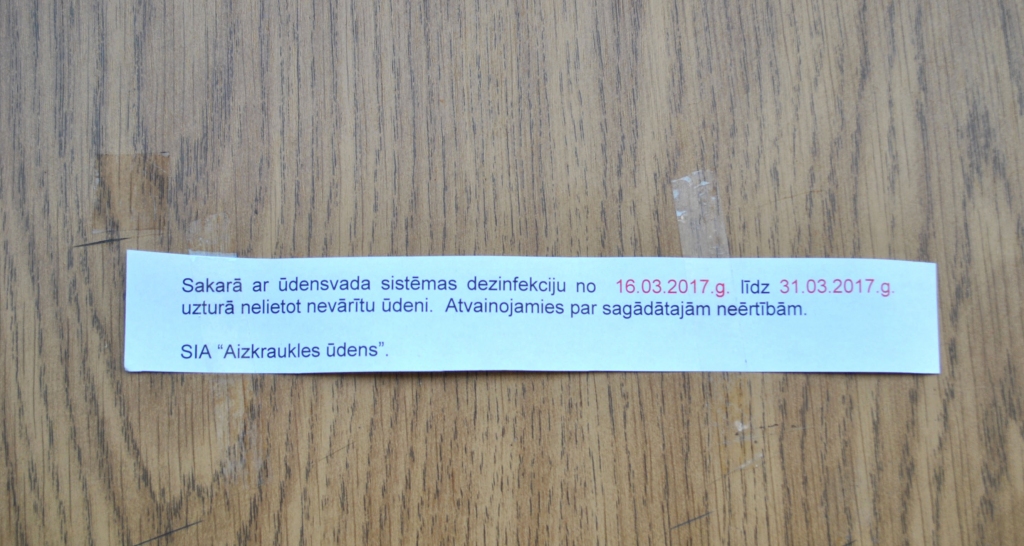 Sakarā ar ūdensvada sistēmas dezinfekciju no 16.03.2017.g. līdz 31.03.2017.g.
uzturā nelietot nevārītu ūdeni. Atvainojamies par sagādātajām neērtībām.
SIA “Aizkraukles ūdens”.